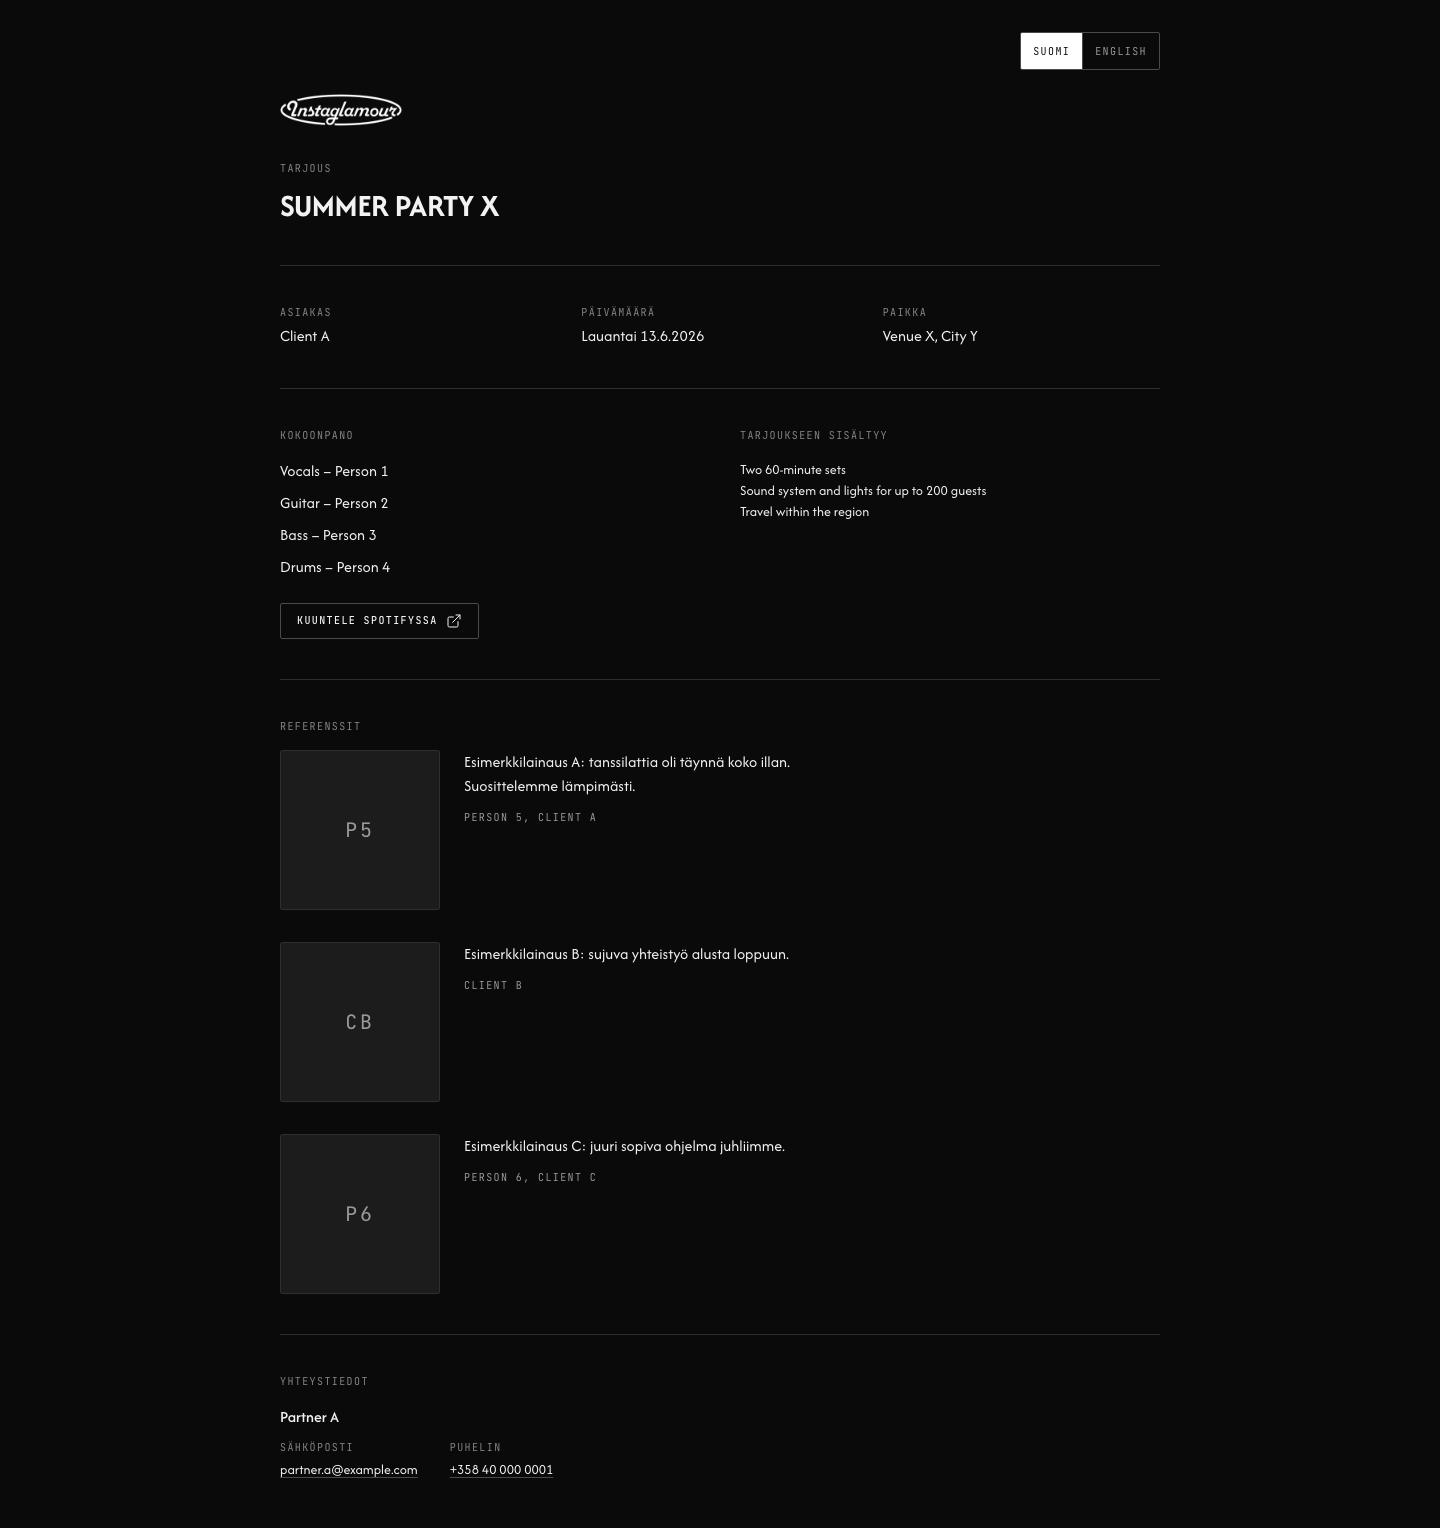 SUOMI ENGLISH
Instaglamour
TARJOUS
SUMMER PARTY X
ASIAKAS
Client A
PÄIVÄMÄÄRÄ
Lauantai 13.6.2026
PAIKKA
Venue X, City Y
KOKOONPANO
Vocals – Person 1
Guitar – Person 2
Bass – Person 3
Drums – Person 4
KUUNTELE SPOTIFYSSA
TARJOUKSEEN SISÄLTYY
Two 60-minute sets
Sound system and lights for up to 200 guests
Travel within the region
REFERENSSIT
P5
Esimerkkilainaus A: tanssilattia oli täynnä koko illan.
Suosittelemme lämpimästi.
PERSON 5, CLIENT A
CB
Esimerkkilainaus B: sujuva yhteistyö alusta loppuun.
CLIENT B
P6
Esimerkkilainaus C: juuri sopiva ohjelma juhliimme.
PERSON 6, CLIENT C
YHTEYSTIEDOT
Partner A
SÄHKÖPOSTI
partner.a@example.com
PUHELIN
+358 40 000 0001